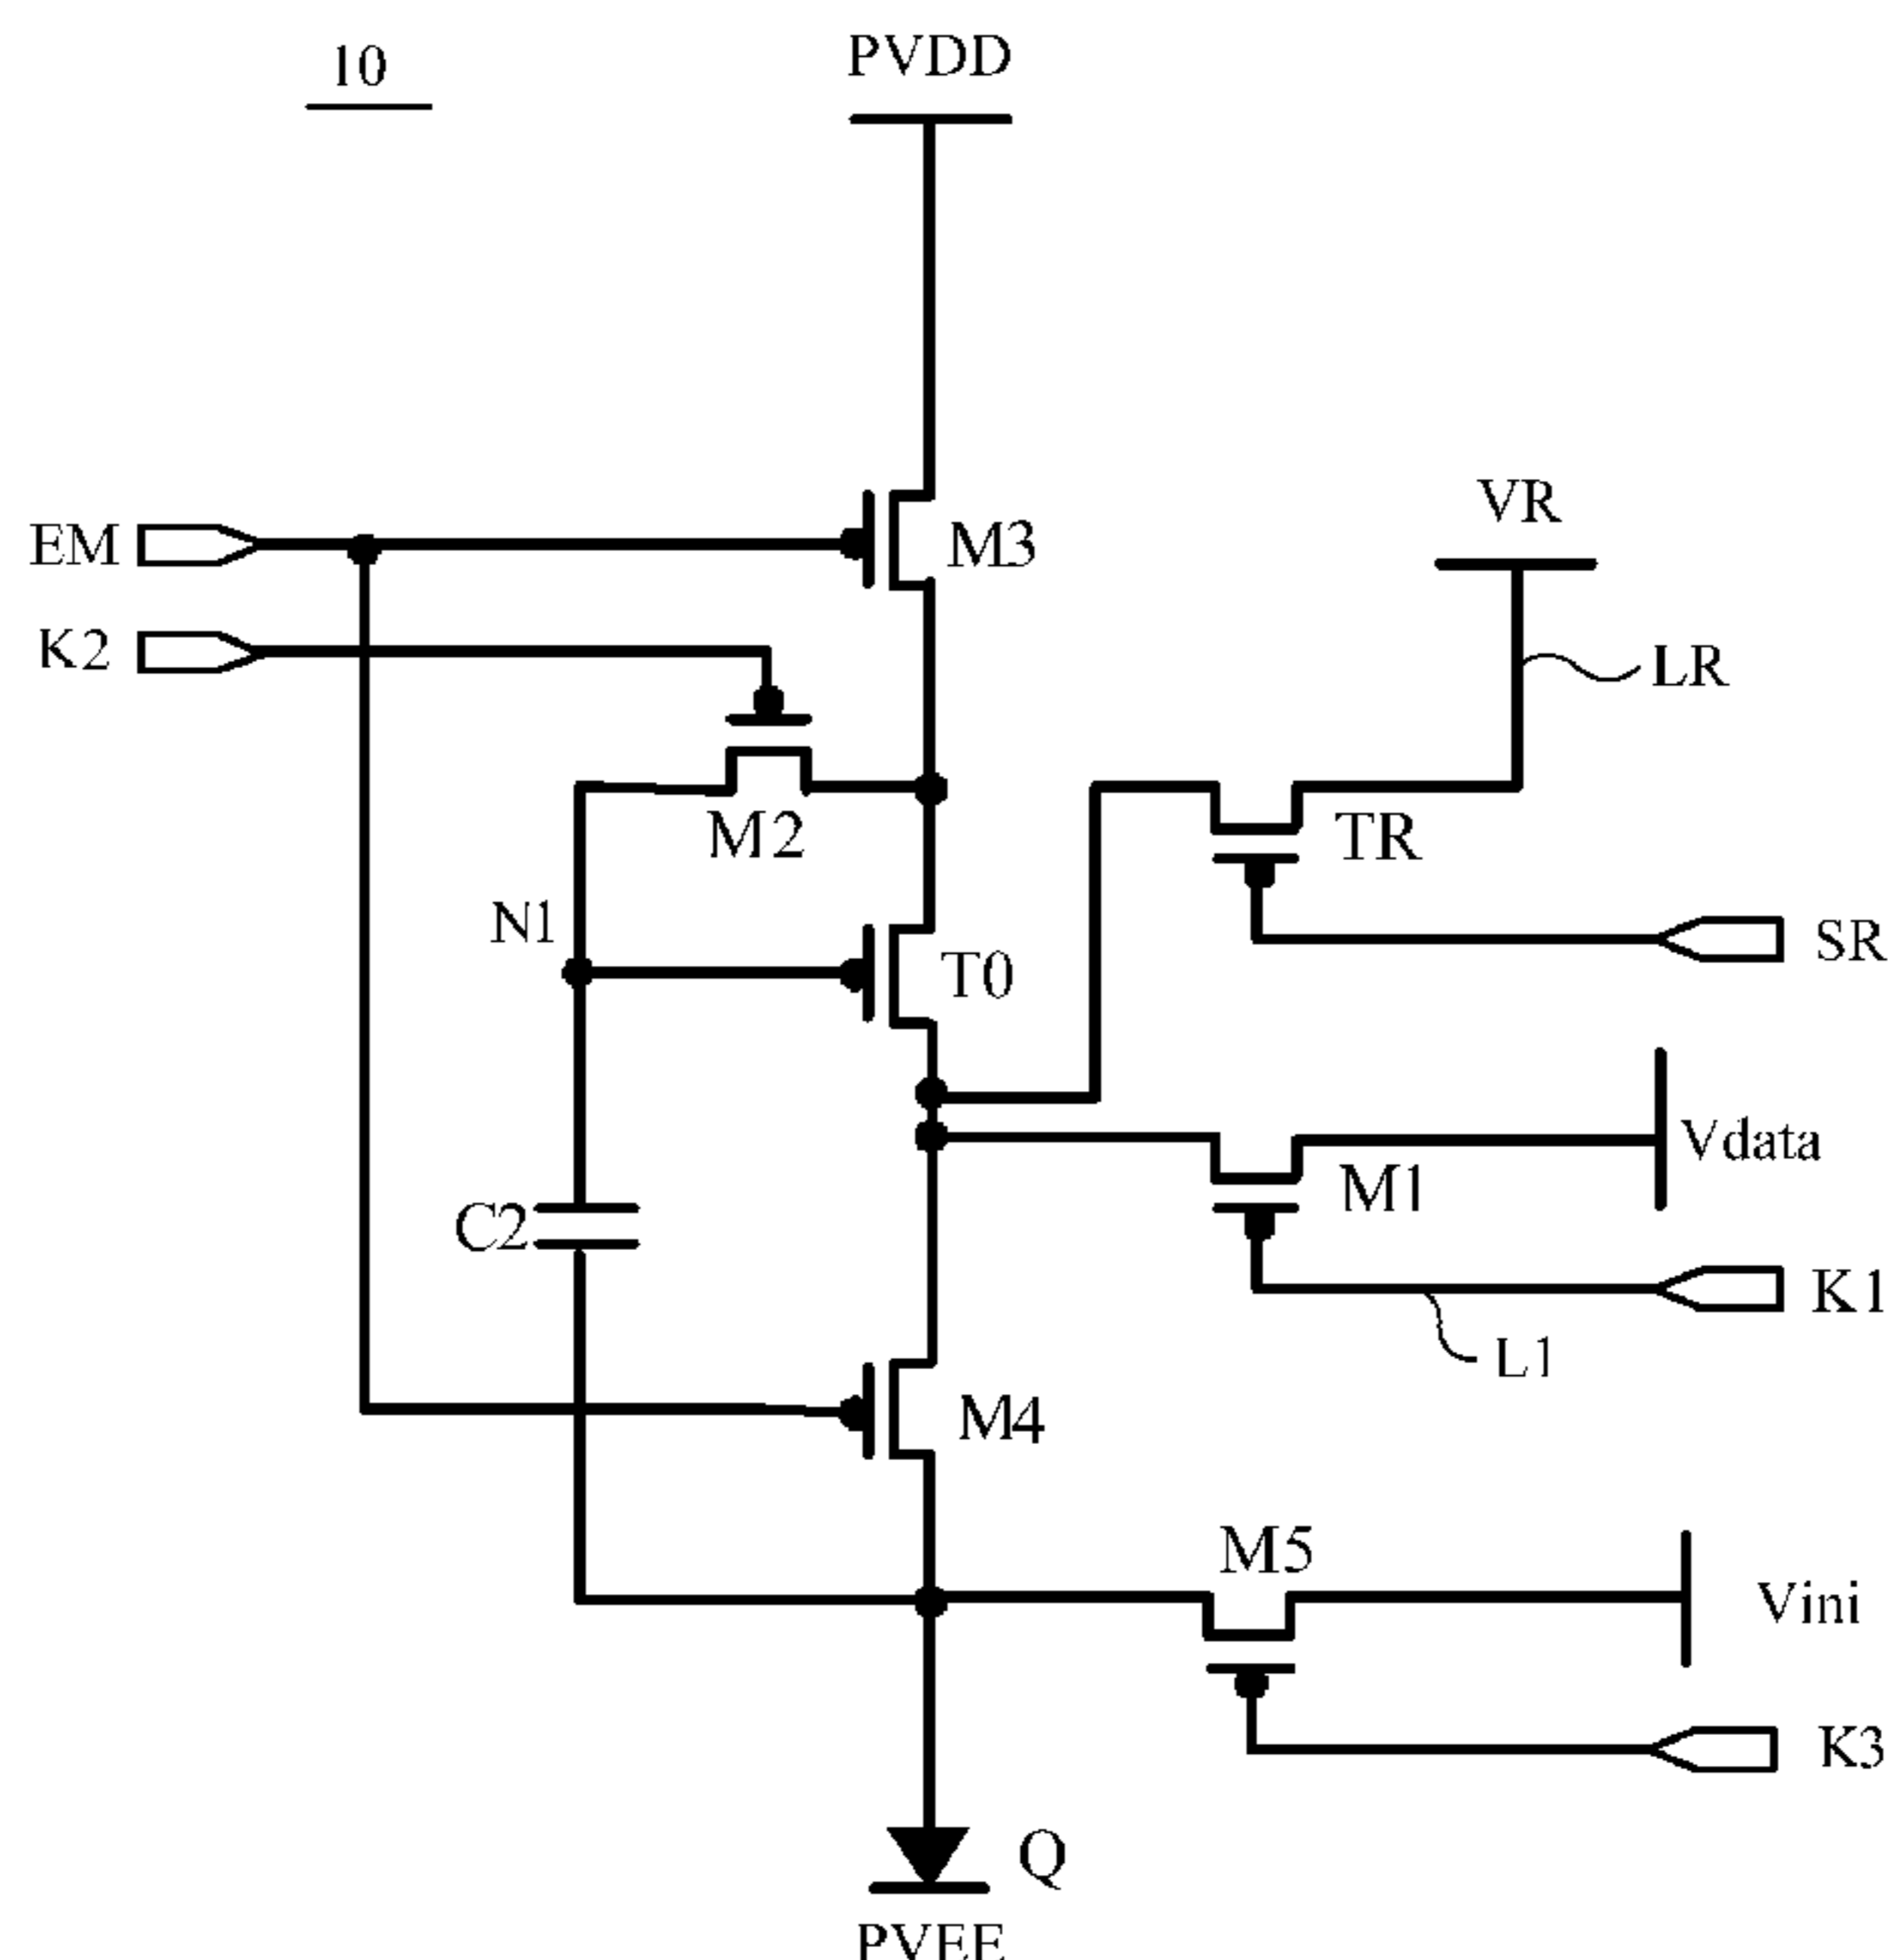 10
PVDD
EM
M3
VR
K2
LR
M2
TR
N1
SR
T0
Vdata
M1
C2
K1
L1
M4
M5
Vini
K3
Q
PVEE